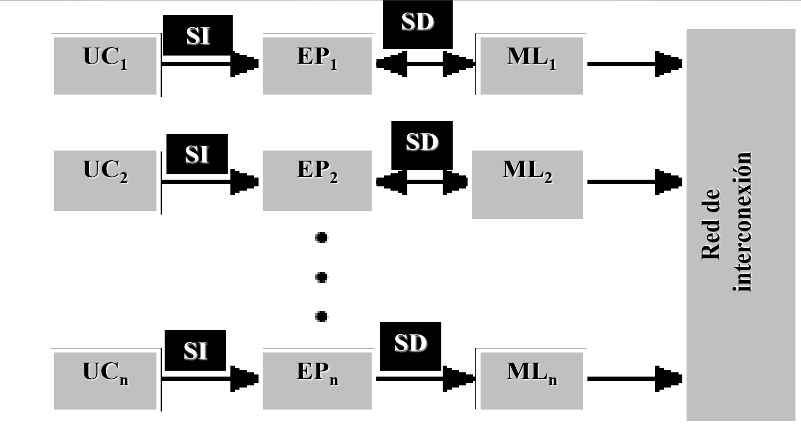 SI SD
UC1 EP1 ML1
SI SD
UC2 EP2 ML2
SI SD
UCn EPn MLn
Red de
interconexión